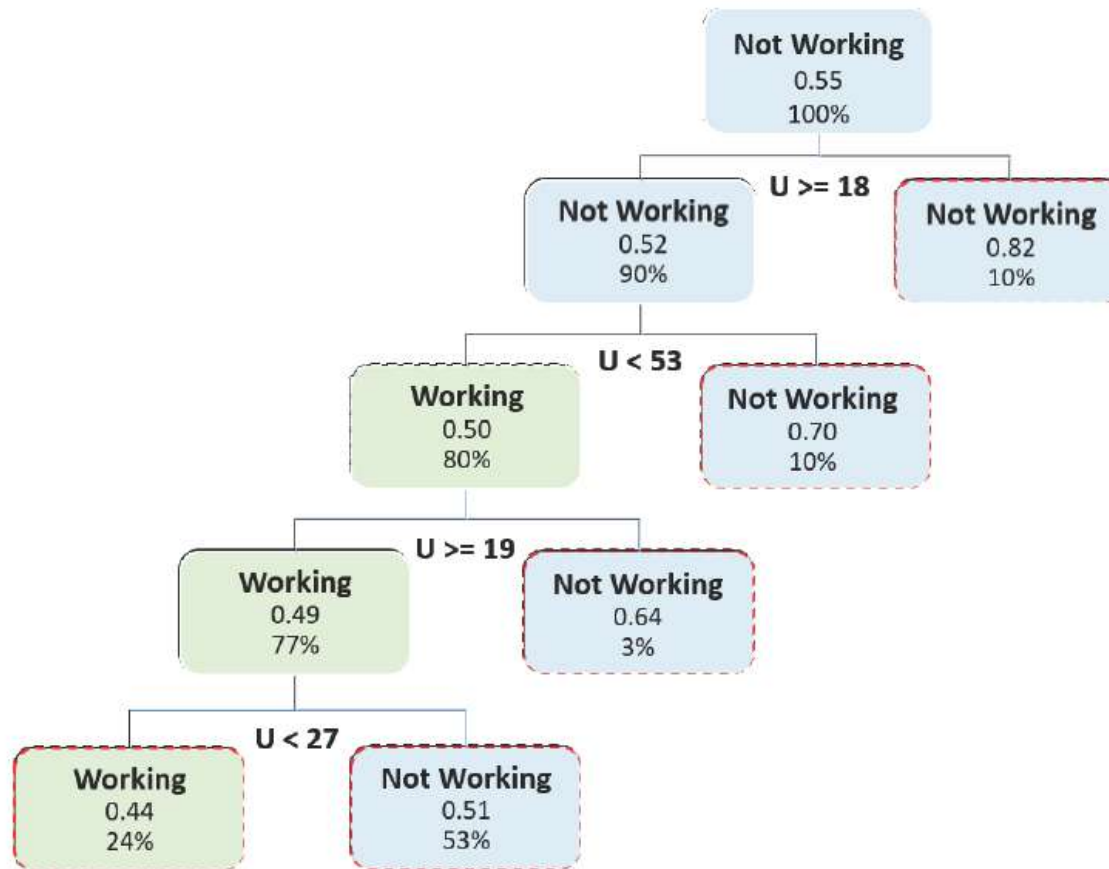 Not Working
0.55
100%
U >= 18
Not Working
0.52
90%
Not Working
0.82
10%
U < 53
Working
0.50
80%
Not Working
0.70
10%
U >= 19
Working
0.49
77%
Not Working
0.64
3%
U < 27
Working
0.44
24%
Not Working
0.51
53%